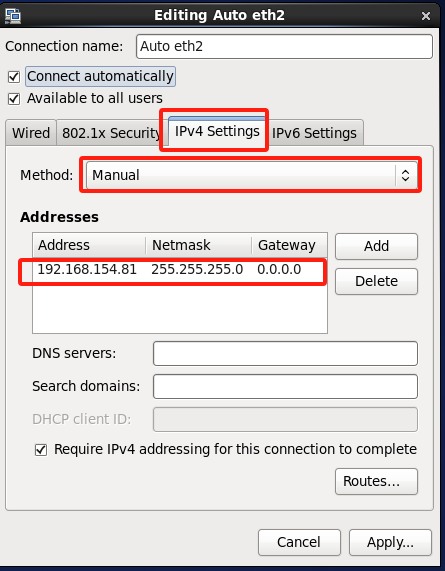 Editing Auto eth2
Connection name: Auto eth2
Connect automatically
Available to all users
Wired 802.1x Security IPv4 Settings IPv6 Settings
Method: Manual
Addresses
Address Netmask Gateway Add
192.168.154.81 255.255.255.0 0.0.0.0 Delete
DNS servers:
Search domains:
DHCP client ID:
Require IPv4 addressing for this connection to complete
Routes...
Cancel Apply...